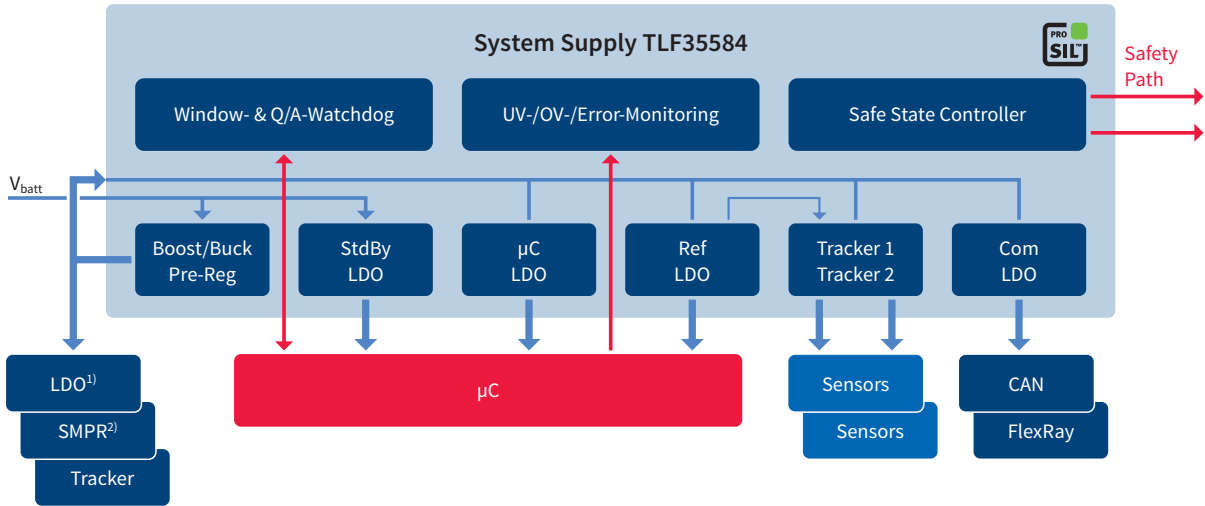 System Supply TLF35584
PRO
SIL™
Safety
Path
Window- & Q/A-Watchdog
UV-/OV-/Error-Monitoring
Safe State Controller
Vbatt
Boost/Buck
Pre-Reg
StdBy
LDO
µC
LDO
Ref
LDO
Tracker 1
Tracker 2
Com
LDO
LDO1)
SMPR2)
Tracker
µC
Sensors
Sensors
CAN
FlexRay